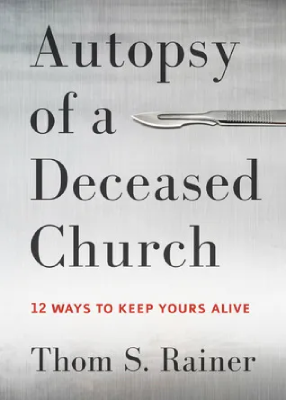 Autopsy
of a
Deceased
Church
12 WAYS TO KEEP YOURS ALIVE
Thom S. Rainer